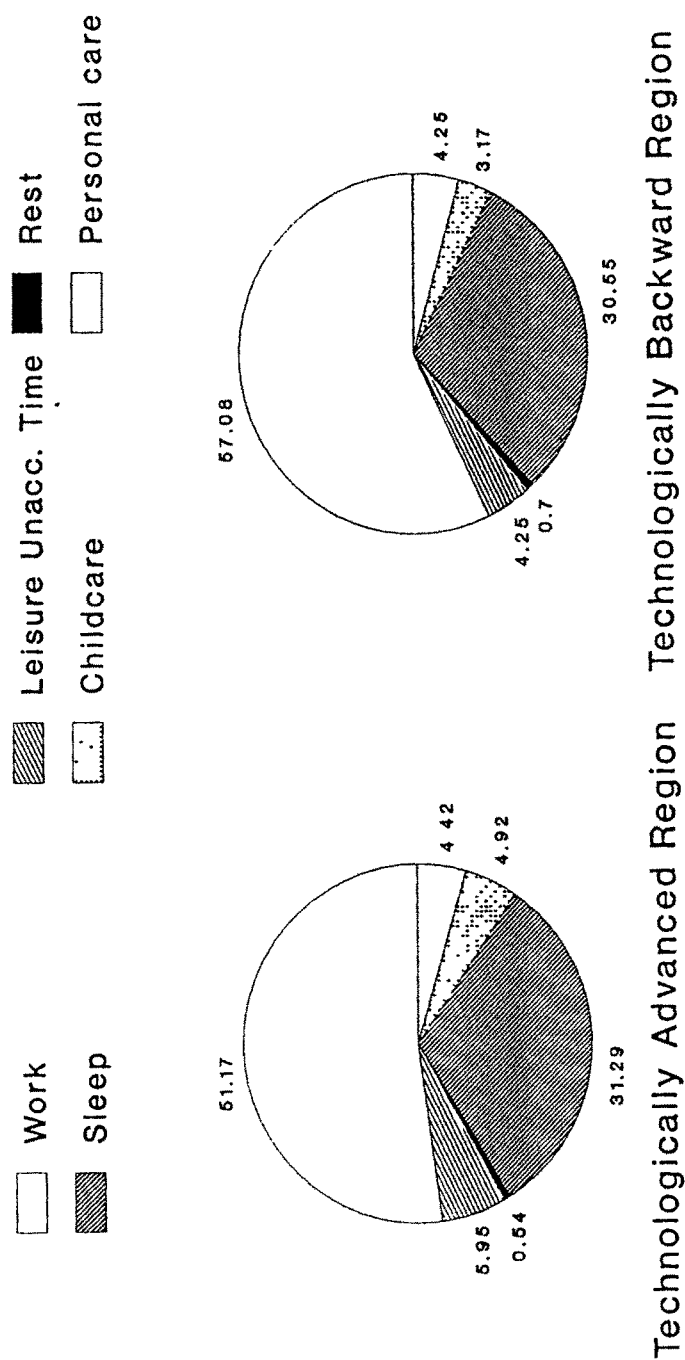 Work
Leisure Unacc. Time
Rest
Sleep
Childcare
Personal care
51.17
5.95
0.54
31.29
4.92
4 42
57.08
4.25
0.7
30.55
3.17
4.25
Technologically Advanced Region
Technologically Backward Region